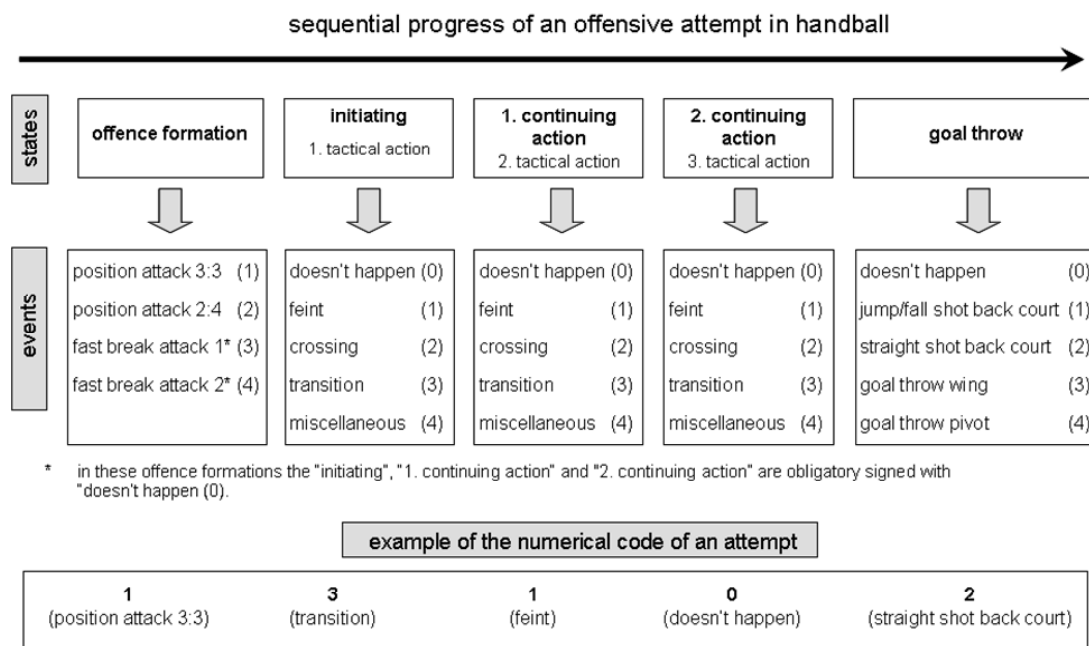 sequential progress of an offensive attempt in handball
states
offence formation
initiating
1. tactical action
1. continuing
action
2. tactical action
2. continuing
action
3. tactical action
goal throw
events
position attack 3:3 (1)
position attack 2:4 (2)
fast break attack 1* (3)
fast break attack 2* (4)
doesn't happen (0)
feint (1)
crossing (2)
transition (3)
miscellaneous (4)
doesn't happen (0)
feint (1)
crossing (2)
transition (3)
miscellaneous (4)
doesn't happen (0)
feint (1)
crossing (2)
transition (3)
miscellaneous (4)
doesn't happen (0)
jump/fall shot back court (1)
straight shot back court (2)
goal throw wing (3)
goal throw pivot (4)
* in these offence formations the "initiating", "1. continuing action" and "2. continuing action" are obligatory signed with
"doesn't happen (0).
example of the numerical code of an attempt
1 3 1 0 2
(position attack 3:3) (transition) (feint) (doesn't happen) (straight shot back court)